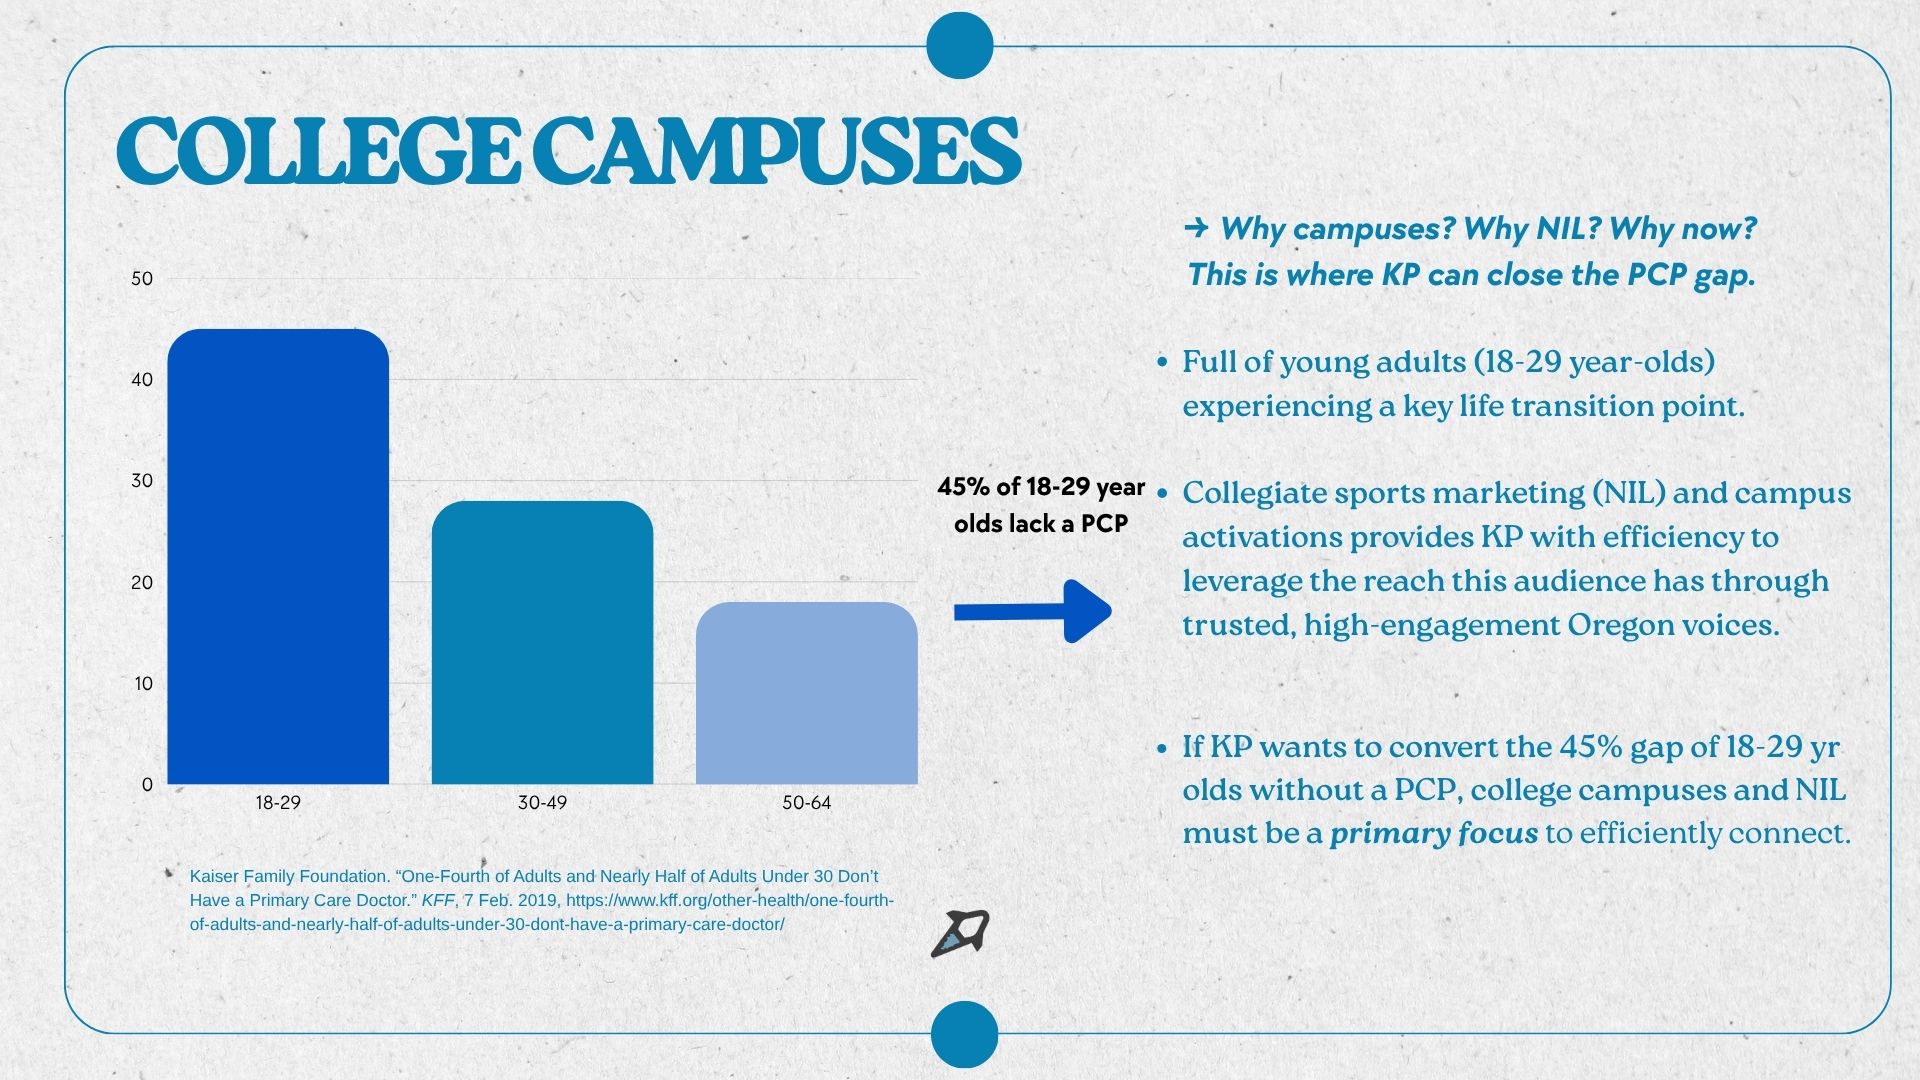 COLLEGE CAMPUSES
50
40
30
20
10
0
18-29
30-49
50-64
45% of 18-29 year
olds lack a PCP
→ Why campuses? Why NIL? Why now?
This is where KP can close the PCP gap.
• Full of young adults (18-29 year-olds)
experiencing a key life transition point.
• Collegiate sports marketing (NIL) and campus
activations provides KP with efficiency to
leverage the reach this audience has through
trusted, high-engagement Oregon voices.
• If KP wants to convert the 45% gap of 18-29 yr
olds without a PCP, college campuses and NIL
must be a primary focus to efficiently connect.
Kaiser Family Foundation. “One-Fourth of Adults and Nearly Half of Adults Under 30 Don’t
Have a Primary Care Doctor.” KFF, 7 Feb. 2019, https://www.kff.org/other-health/one-fourth-
of-adults-and-nearly-half-of-adults-under-30-dont-have-a-primary-care-doctor/